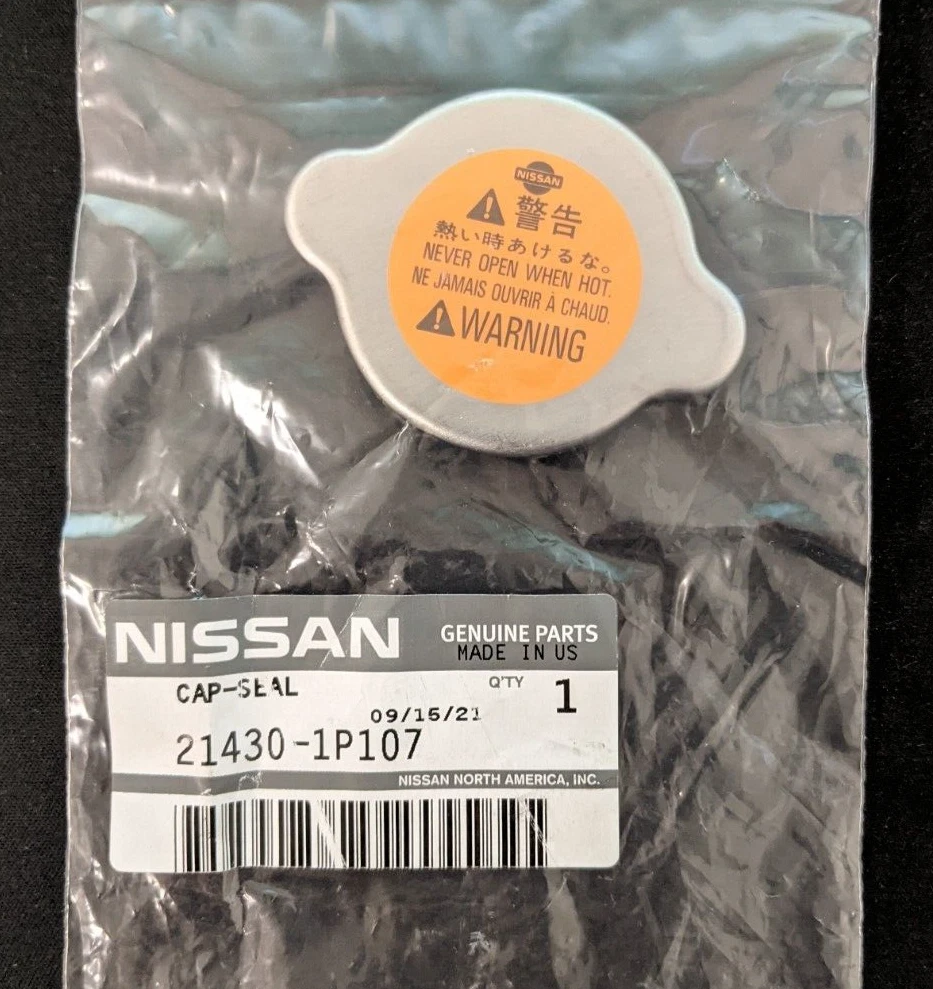 NISSAN
警告
熱い時あけるな。
NEVER OPEN WHEN HOT.
NE JAMAIS OUVRIR À CHAUD.
WARNING
NISSAN
GENUINE PARTS
MADE IN US
CAP-SEAL
Q'TY 1
09/15/21
21430-1P107
NISSAN NORTH AMERICA, INC.